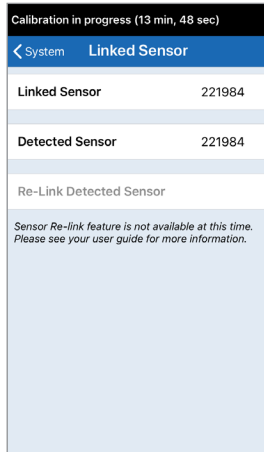 Calibration in progress (13 min, 48 sec)
System Linked Sensor
Linked Sensor 221984
Detected Sensor 221984
Re-Link Detected Sensor
Sensor Re-link feature is not available at this time.
Please see your user guide for more information.